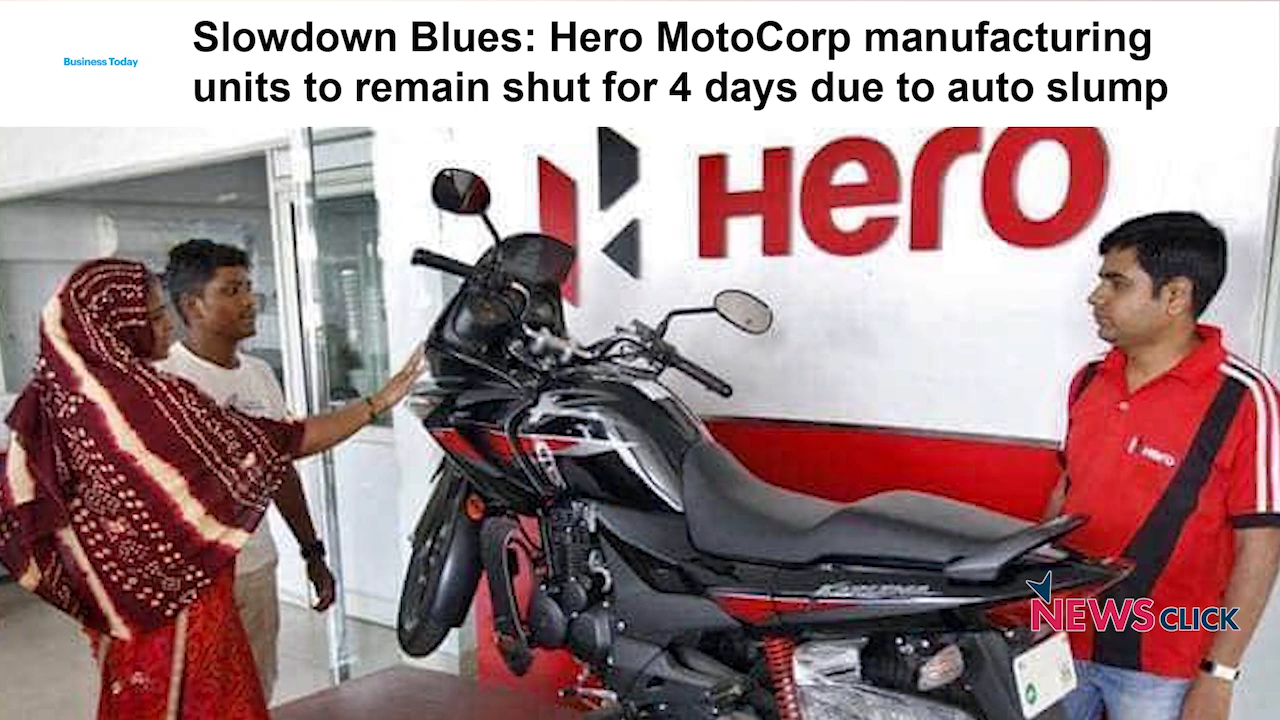 Business Today
Slowdown Blues: Hero MotoCorp manufacturing
units to remain shut for 4 days due to auto slump
Hero
Hero
NEWSCLICK